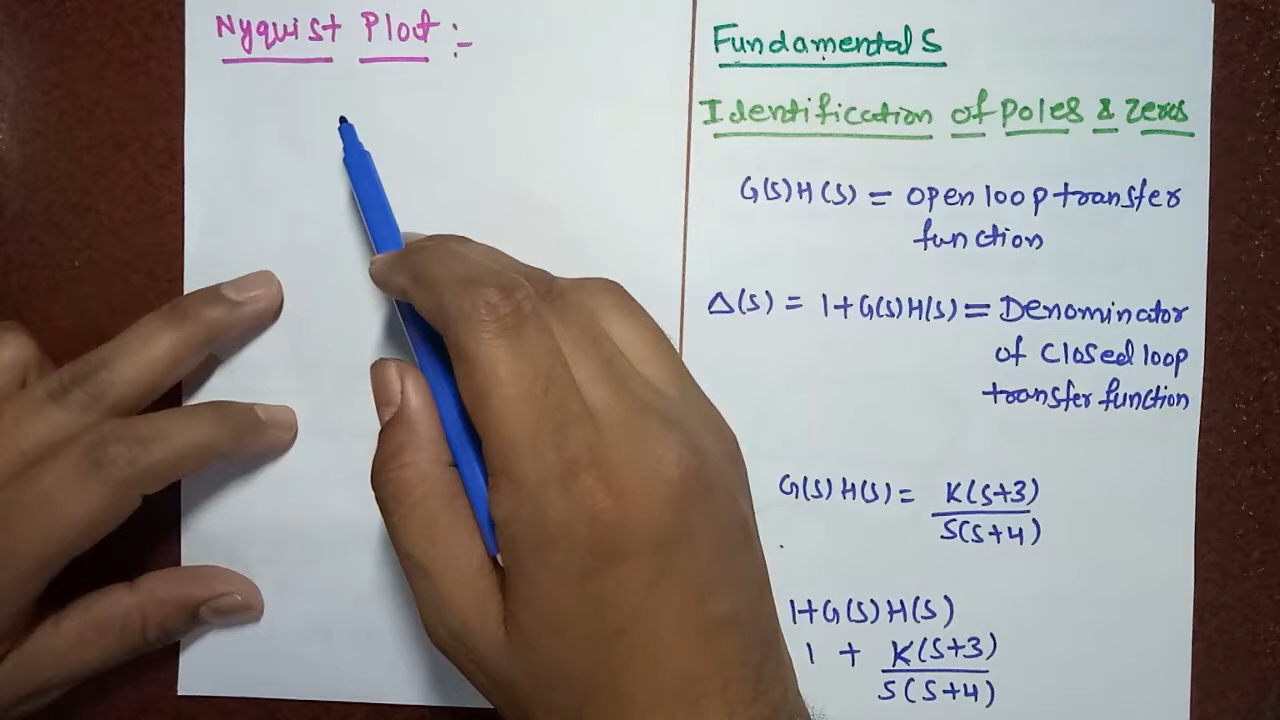 Nyquist Plot :-
Fundamentals
Identification of Poles & Zeros
G(s)H(s) = open loop transfer
function
Δ(s) = 1+G(s)H(s) = Denominator
of closed loop
transfer function
G(s)H(s) = K(s+3)
S(s+4)
1+G(s)H(s)
1 + K(s+3)
S(s+4)